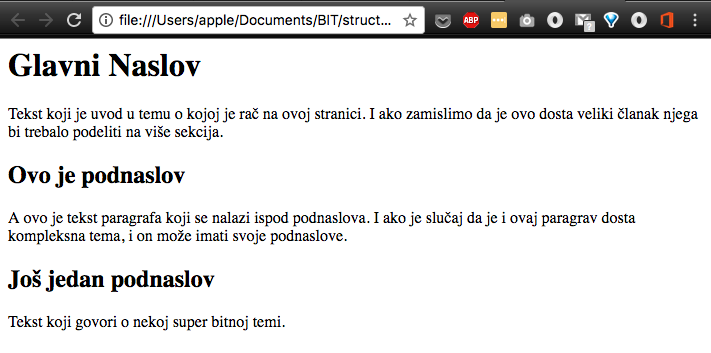 file:///Users/apple/Documents/BIT/struct...
ABP
2
Glavni Naslov
Tekst koji je uvod u temu o kojoj je rač na ovoj stranici. I ako zamislimo da je ovo dosta veliki članak njega
bi trebalo podeliti na više sekcija.
Ovo je podnaslov
A ovo je tekst paragrafa koji se nalazi ispod podnaslova. I ako je slučaj da je i ovaj paragrav dosta
kompleksna tema, i on može imati svoje podnaslove.
Još jedan podnaslov
Tekst koji govori o nekoj super bitnoj temi.